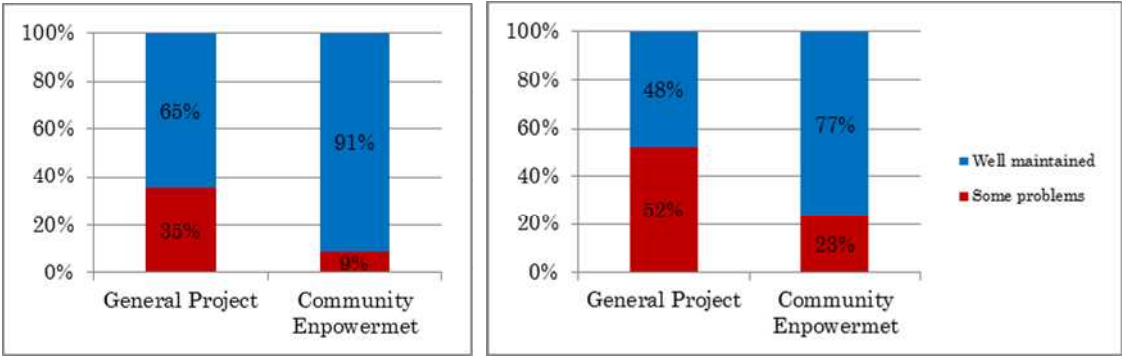 100%
80%
60%
40%
20%
0%
65%
35%
91%
9%
General Project
Community
Enpowermet
100%
80%
60%
40%
20%
0%
48%
52%
77%
23%
General Project
Community
Enpowermet
Well maintained
Some problems